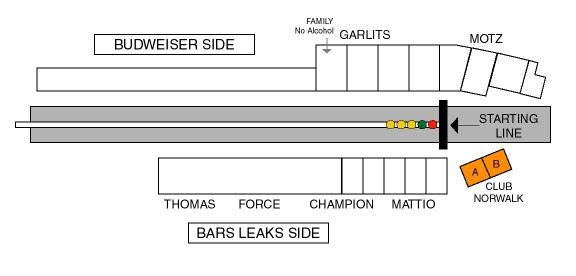 FAMILY
No Alcohol
GARLITS
MOTZ
BUDWEISER SIDE
STARTING
LINE
A
B
CLUB
NORWALK
THOMAS
FORCE
CHAMPION
MATTIO
BARS LEAKS SIDE